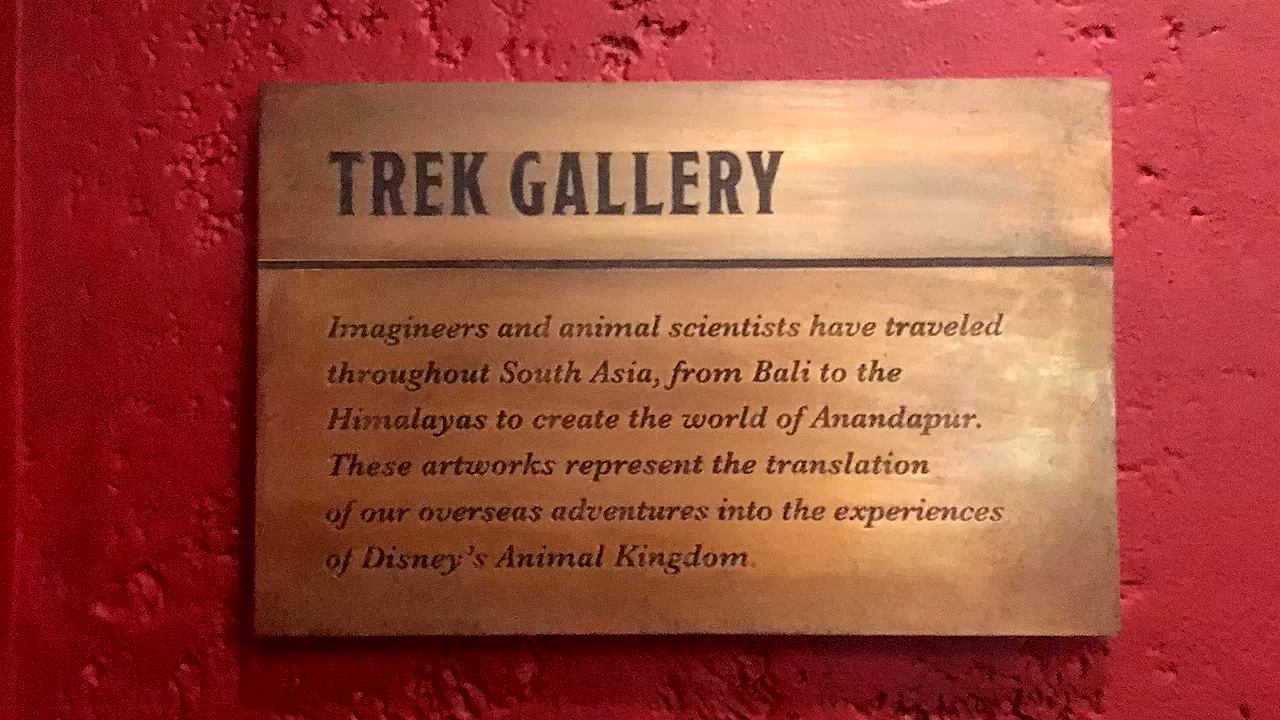 TREK GALLERY
Imagineers and animal scientists have traveled
throughout South Asia, from Bali to the
Himalayas to create the world of Anandapur.
These artworks represent the translation
of our overseas adventures into the experiences
of Disney's Animal Kingdom.